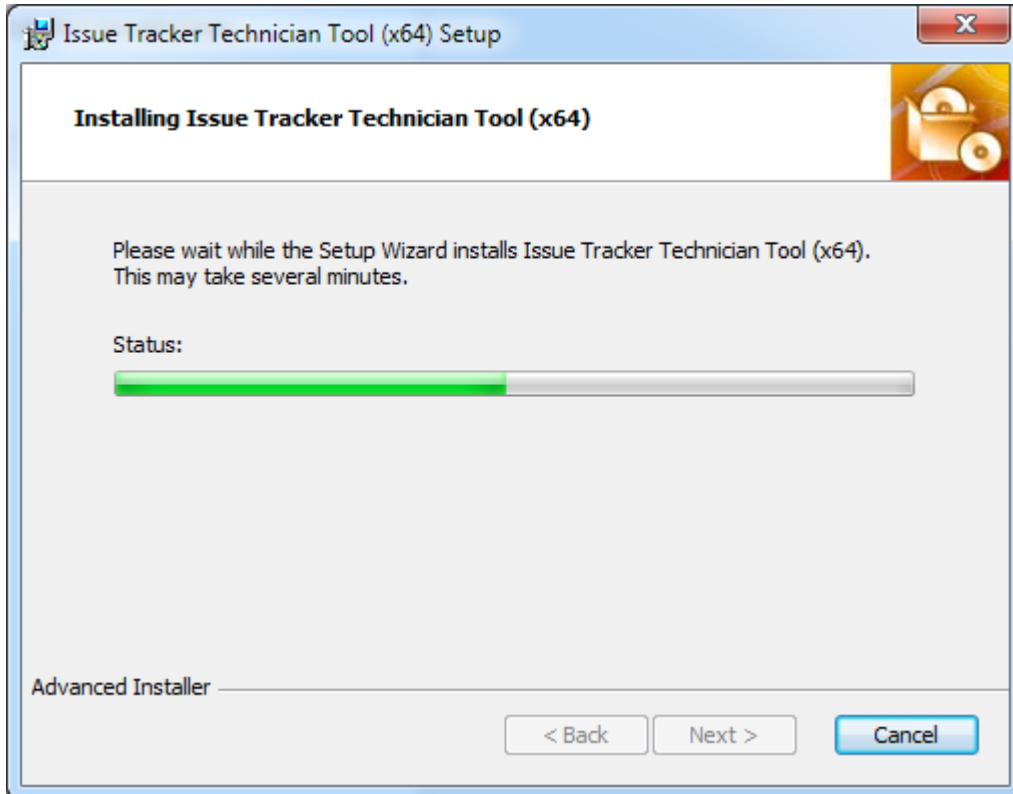 Issue Tracker Technician Tool (x64) Setup
Installing Issue Tracker Technician Tool (x64)
Please wait while the Setup Wizard installs Issue Tracker Technician Tool (x64).
This may take several minutes.
Status:
Advanced Installer
< Back Next > Cancel